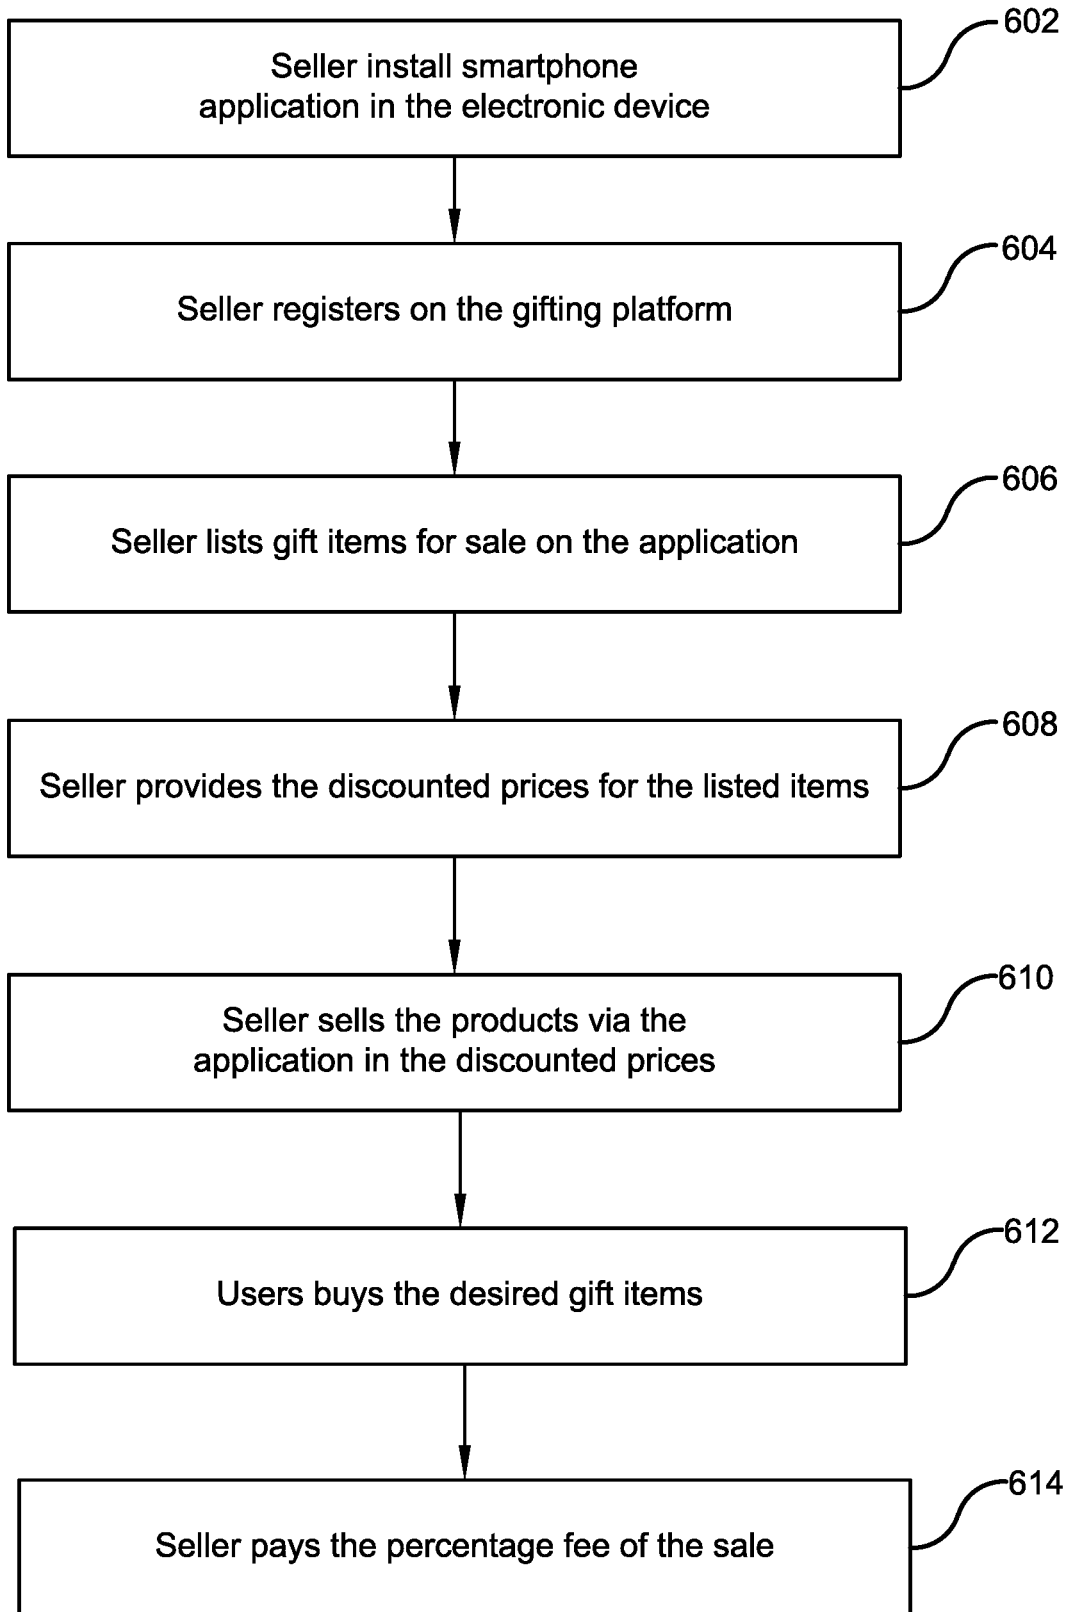 602
Seller install smartphone
application in the electronic device
604
Seller registers on the gifting platform
606
Seller lists gift items for sale on the application
608
Seller provides the discounted prices for the listed items
610
Seller sells the products via the
application in the discounted prices
612
Users buys the desired gift items
614
Seller pays the percentage fee of the sale